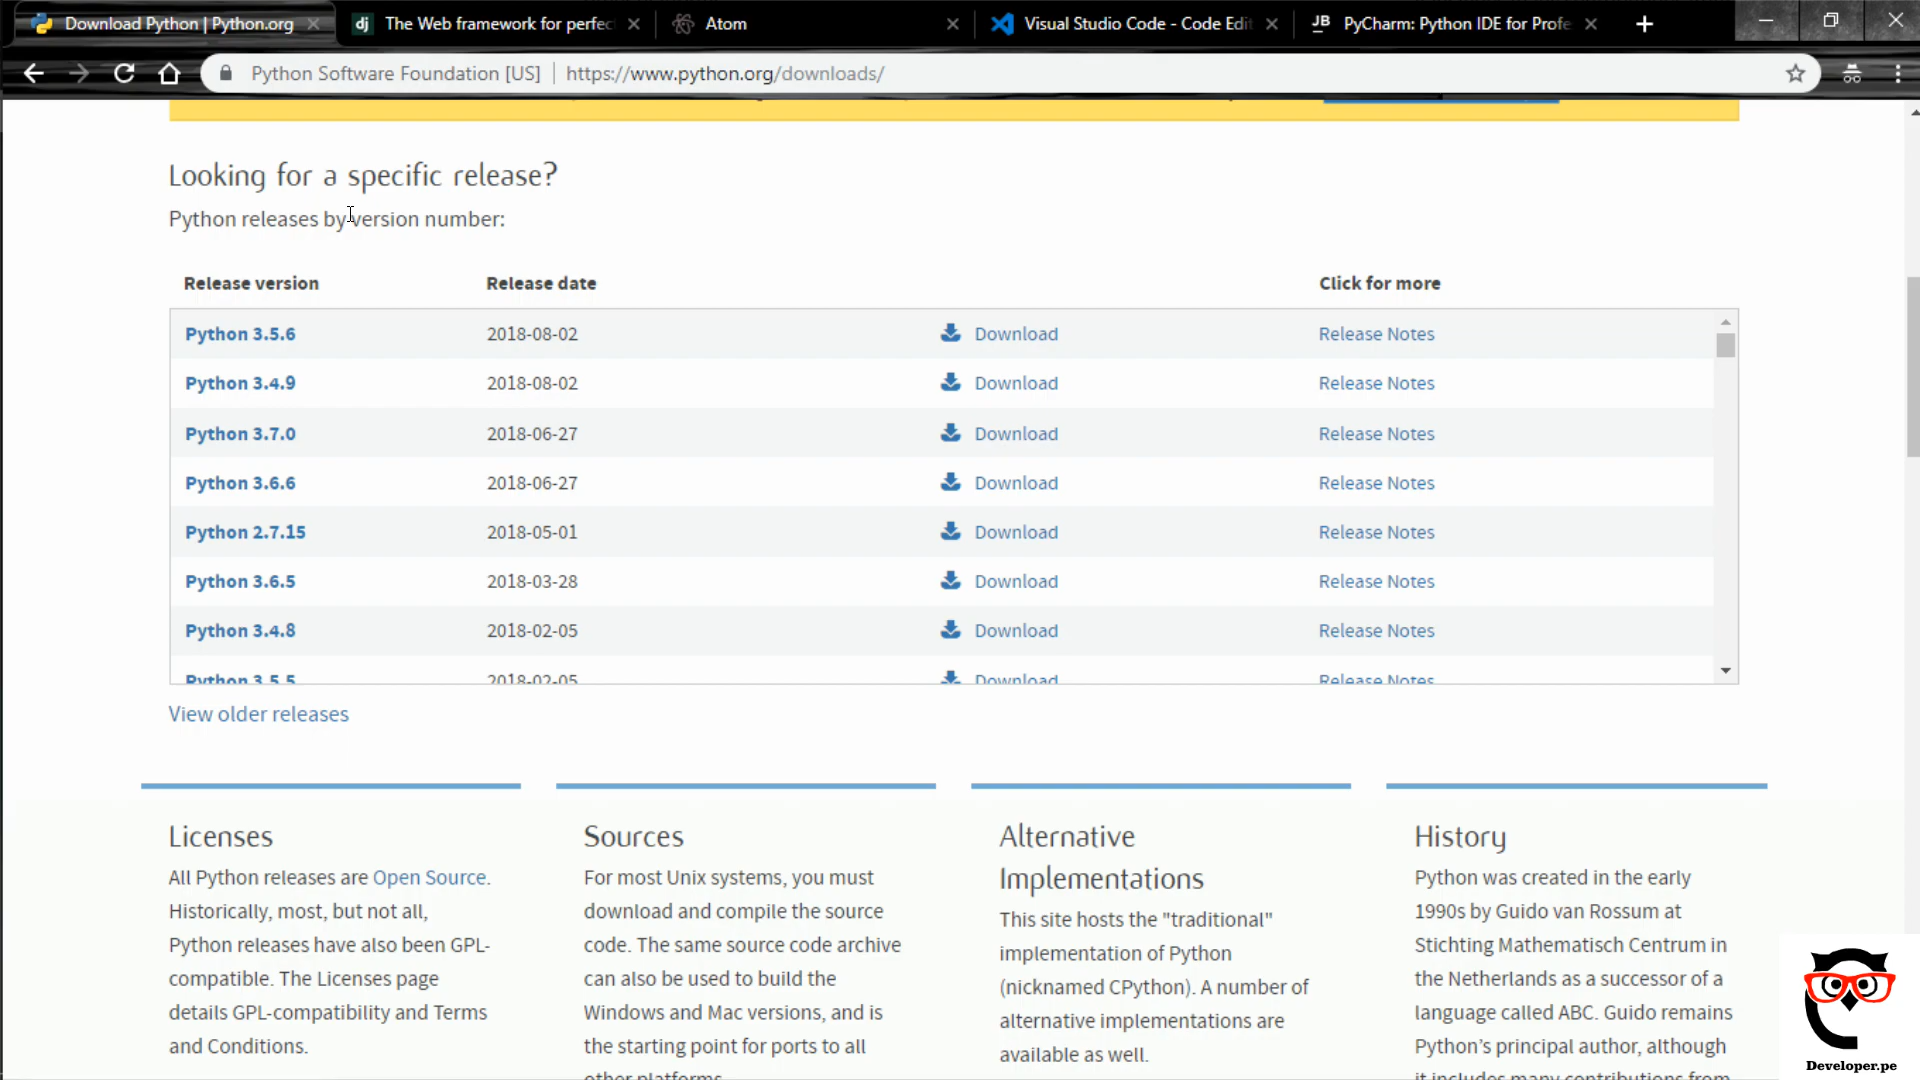 Download Python | Python.org
dj The Web framework for perfec
Atom
Visual Studio Code - Code Edit
JB PyCharm: Python IDE for Profe
Python Software Foundation [US] https://www.python.org/downloads/
Looking for a specific release?
Python releases by version number:
Release version Release date Click for more
Python 3.5.6 2018-08-02 Download Release Notes
Python 3.4.9 2018-08-02 Download Release Notes
Python 3.7.0 2018-06-27 Download Release Notes
Python 3.6.6 2018-06-27 Download Release Notes
Python 2.7.15 2018-05-01 Download Release Notes
Python 3.6.5 2018-03-28 Download Release Notes
Python 3.4.8 2018-02-05 Download Release Notes
Python 3.5.5 2018-02-05 Download Release Notes
View older releases
Licenses
All Python releases are Open Source.
Historically, most, but not all,
Python releases have also been GPL-
compatible. The Licenses page
details GPL-compatibility and Terms
and Conditions.
Sources
For most Unix systems, you must
download and compile the source
code. The same source code archive
can also be used to build the
Windows and Mac versions, and is
the starting point for ports to all
other platforms.
Alternative
Implementations
This site hosts the "traditional"
implementation of Python
(nicknamed CPython). A number of
alternative implementations are
available as well.
History
Python was created in the early
1990s by Guido van Rossum at
Stichting Mathematisch Centrum in
the Netherlands as a successor of a
language called ABC. Guido remains
Python's principal author, although
it includes many contributions from
Developer.pe